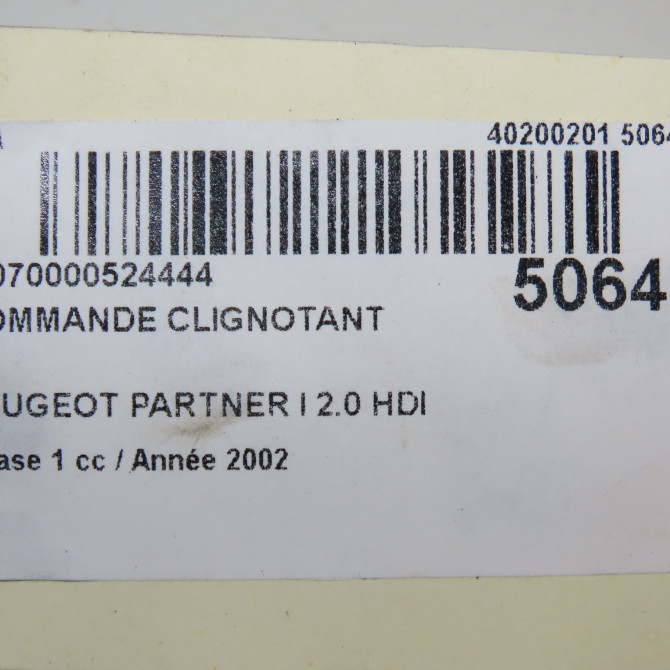 40200201 5064
070000524444
5064
OMMANDE CLIGNOTANT
UGEOT PARTNER I 2.0 HDI
ase 1 cc / Année 2002